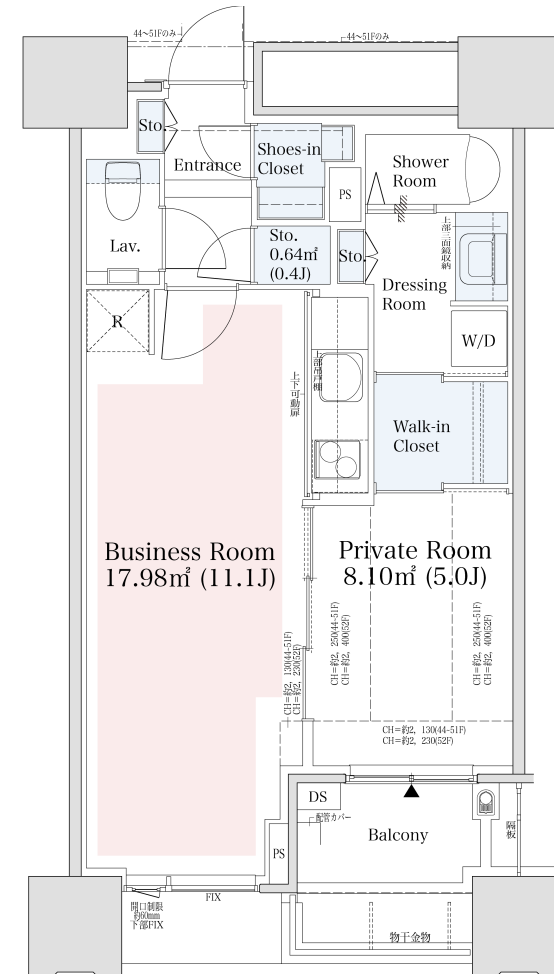 44~51Fのみ
44~51Fのみ
Sto.
Entrance
Shoes-in
Closet
PS
Shower
Room
Lav.
Sto.
0.64㎡
(0.4J)
Sto.
上部三面鏡収納
Dressing
Room
R
W/D
上下可動扉
上部吊戸棚
Walk-in
Closet
Business Room
17.98㎡ (11.1J)
Private Room
8.10㎡ (5.0J)
CH=約2,130(44-51F)
CH=約2,230(52F)
CH=約2,250(44-51F)
CH=約2,400(52F)
CH=約2,250(44-51F)
CH=約2,400(52F)
CH=約2,130(44-51F)
CH=約2,230(52F)
DS
配管カバー
PS
Balcony
隔板
FIX
開口制限
約60mm
下部FIX
物干金物